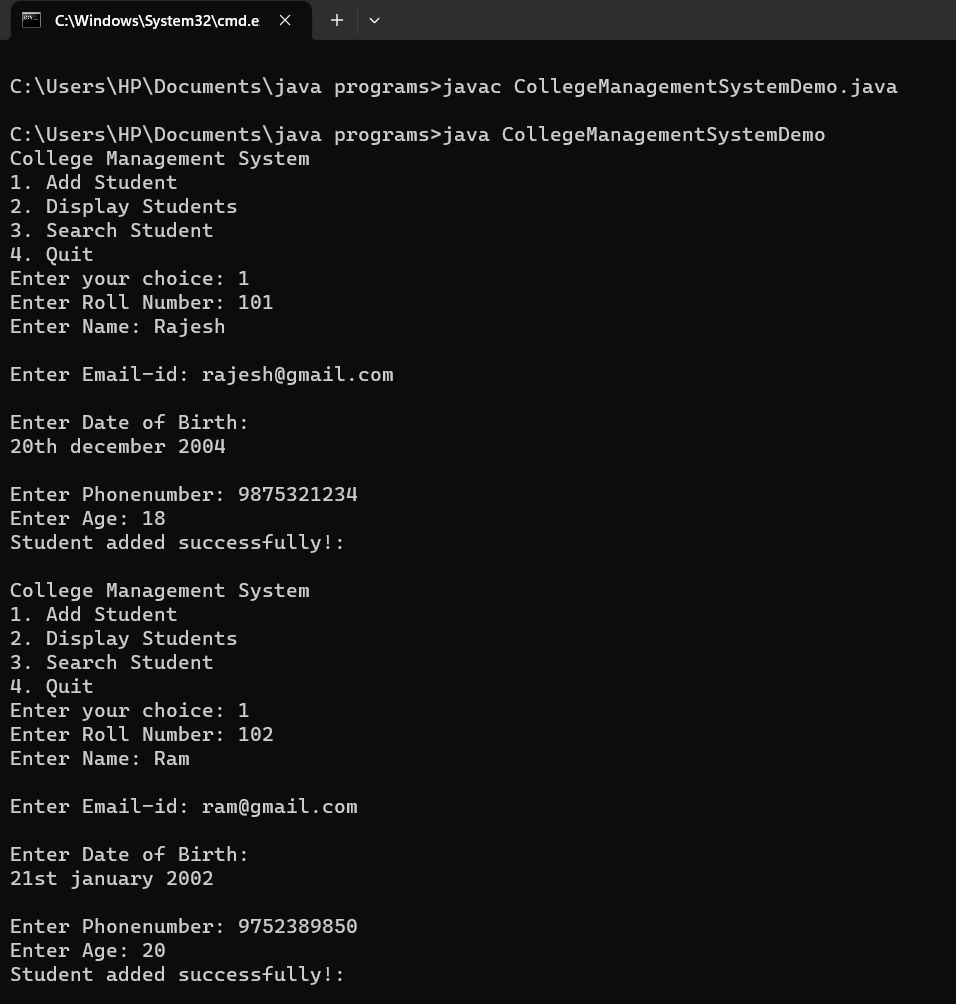 C:\Windows\System32\cmd.e
C:\Users\HP\Documents\java programs>javac CollegeManagementSystemDemo.java
C:\Users\HP\Documents\java programs>java CollegeManagementSystemDemo
College Management System
1. Add Student
2. Display Students
3. Search Student
4. Quit
Enter your choice: 1
Enter Roll Number: 101
Enter Name: Rajesh
Enter Email-id: rajesh@gmail.com
Enter Date of Birth:
20th december 2004
Enter Phonenumber: 9875321234
Enter Age: 18
Student added successfully!:
College Management System
1. Add Student
2. Display Students
3. Search Student
4. Quit
Enter your choice: 1
Enter Roll Number: 102
Enter Name: Ram
Enter Email-id: ram@gmail.com
Enter Date of Birth:
21st january 2002
Enter Phonenumber: 9752389850
Enter Age: 20
Student added successfully!: